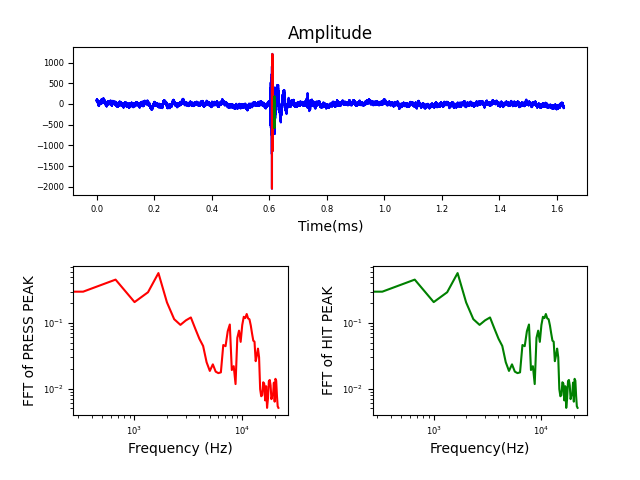 Amplitude
1000
500
0
−500
−1000
−1500
−2000
0.0 0.2 0.4 0.6 0.8 1.0 1.2 1.4 1.6
Time(ms)
FFT of PRESS PEAK
10⁻¹
10⁻²
10³ 10⁴
Frequency (Hz)
FFT of HIT PEAK
10⁻¹
10⁻²
10³ 10⁴
Frequency(Hz)